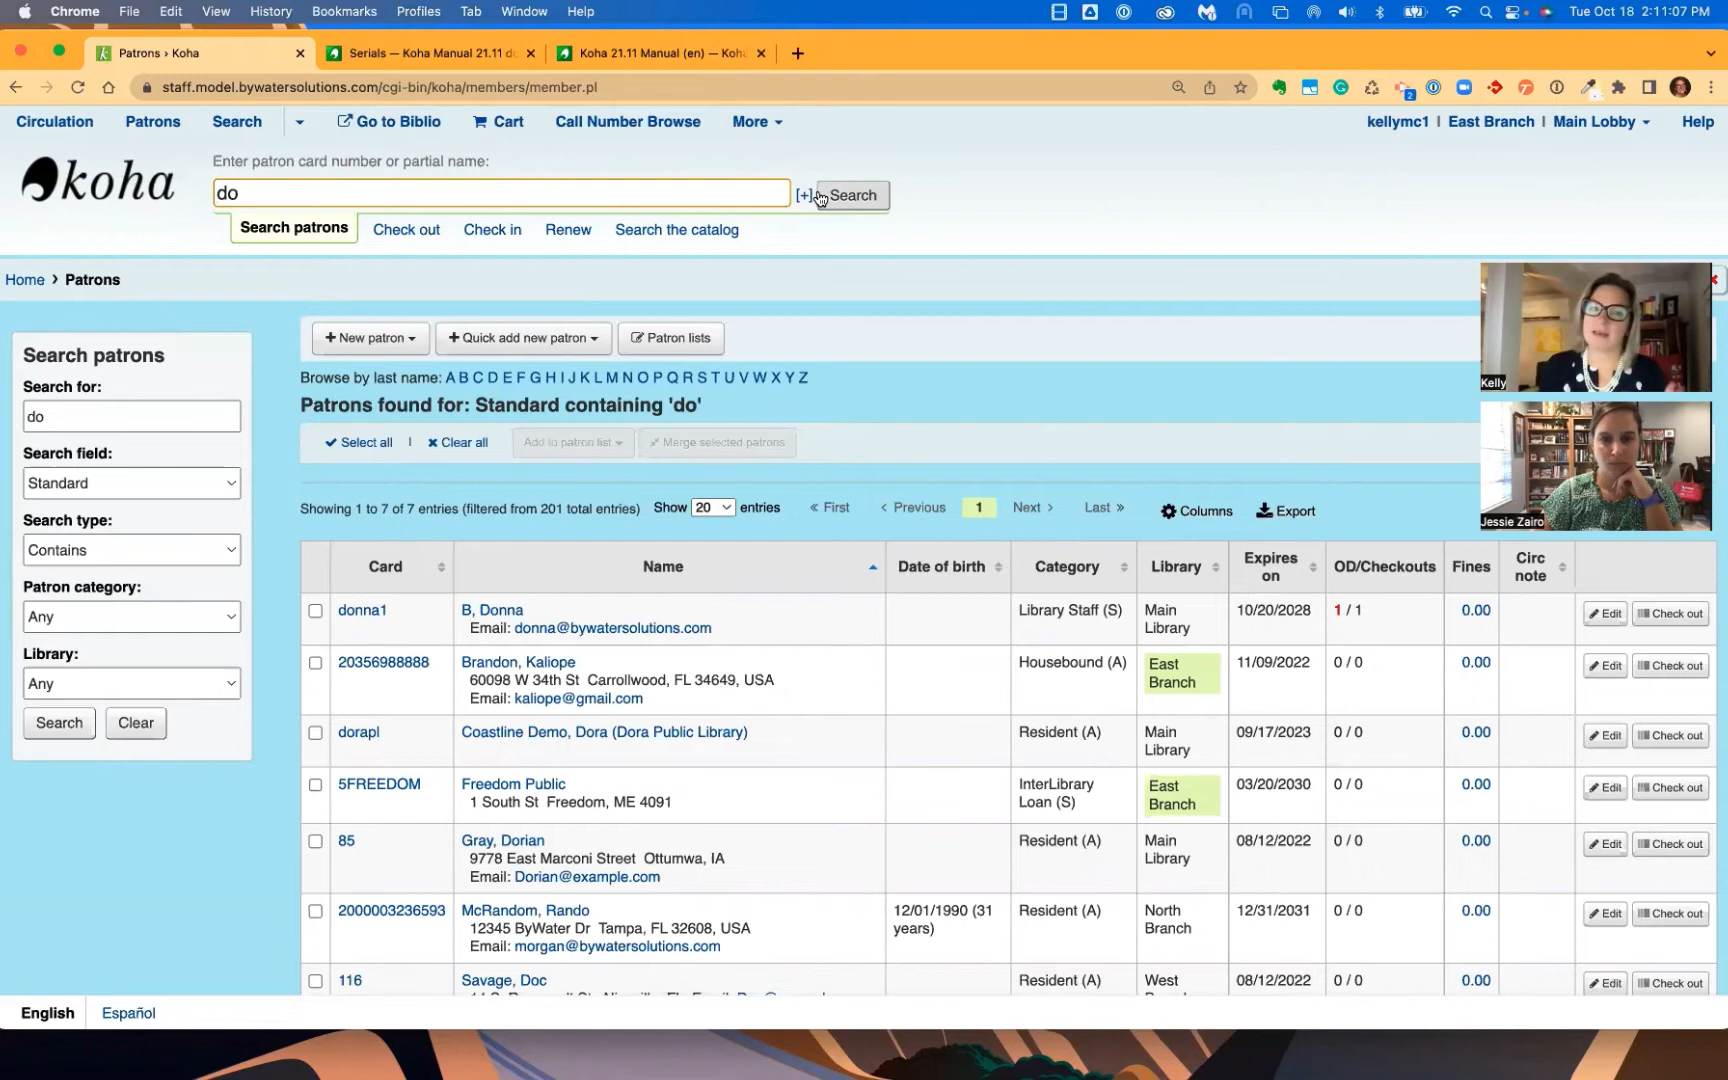 Chrome File Edit View History Bookmarks Profiles Tab Window Help Tue Oct 18 2:11:07 PM
Patrons › Koha Serials — Koha Manual 21.11 do Koha 21.11 Manual (en) — Koha
staff.model.bywatersolutions.com/cgi-bin/koha/members/member.pl 2
Circulation Patrons Search Go to Biblio Cart Call Number Browse More kellymc1 | East Branch | Main Lobby Help
Enter patron card number or partial name:
koha do [+] Search
Search patrons Check out Check in Renew Search the catalog
Home › Patrons
Search patrons
Search for:
do
Search field:
Standard
Search type:
Contains
Patron category:
Any
Library:
Any
Search Clear
+ New patron + Quick add new patron Patron lists
Browse by last name: A B C D E F G H I J K L M N O P Q R S T U V W X Y Z
Patrons found for: Standard containing 'do'
Select all | Clear all Add to patron list Merge selected patrons
Showing 1 to 7 of 7 entries (filtered from 201 total entries) Show 20 entries « First ‹ Previous 1 Next › Last » Columns Export
Card Name Date of birth Category Library Expires on OD/Checkouts Fines Circ note
donna1 B, Donna Library Staff (S) Main Library 10/20/2028 1 / 1 0.00 Edit Check out
Email: donna@bywatersolutions.com
20356988888 Brandon, Kaliope Housebound (A) East Branch 11/09/2022 0 / 0 0.00 Edit Check out
60098 W 34th St Carrollwood, FL 34649, USA
Email: kaliope@gmail.com
dorapl Coastline Demo, Dora (Dora Public Library) Resident (A) Main Library 09/17/2023 0 / 0 0.00 Edit Check out
5FREEDOM Freedom Public InterLibrary Loan (S) East Branch 03/20/2030 0 / 0 0.00 Edit Check out
1 South St Freedom, ME 4091
85 Gray, Dorian Resident (A) Main Library 08/12/2022 0 / 0 0.00 Edit Check out
9778 East Marconi Street Ottumwa, IA
Email: Dorian@example.com
2000003236593 McRandom, Rando 12/01/1990 (31 years) Resident (A) North Branch 12/31/2031 0 / 0 0.00 Edit Check out
12345 ByWater Dr Tampa, FL 32608, USA
Email: morgan@bywatersolutions.com
116 Savage, Doc Resident (A) West 08/12/2022 0 / 0 0.00 Edit Check out
Kelly
Jessie Zairo
English Español